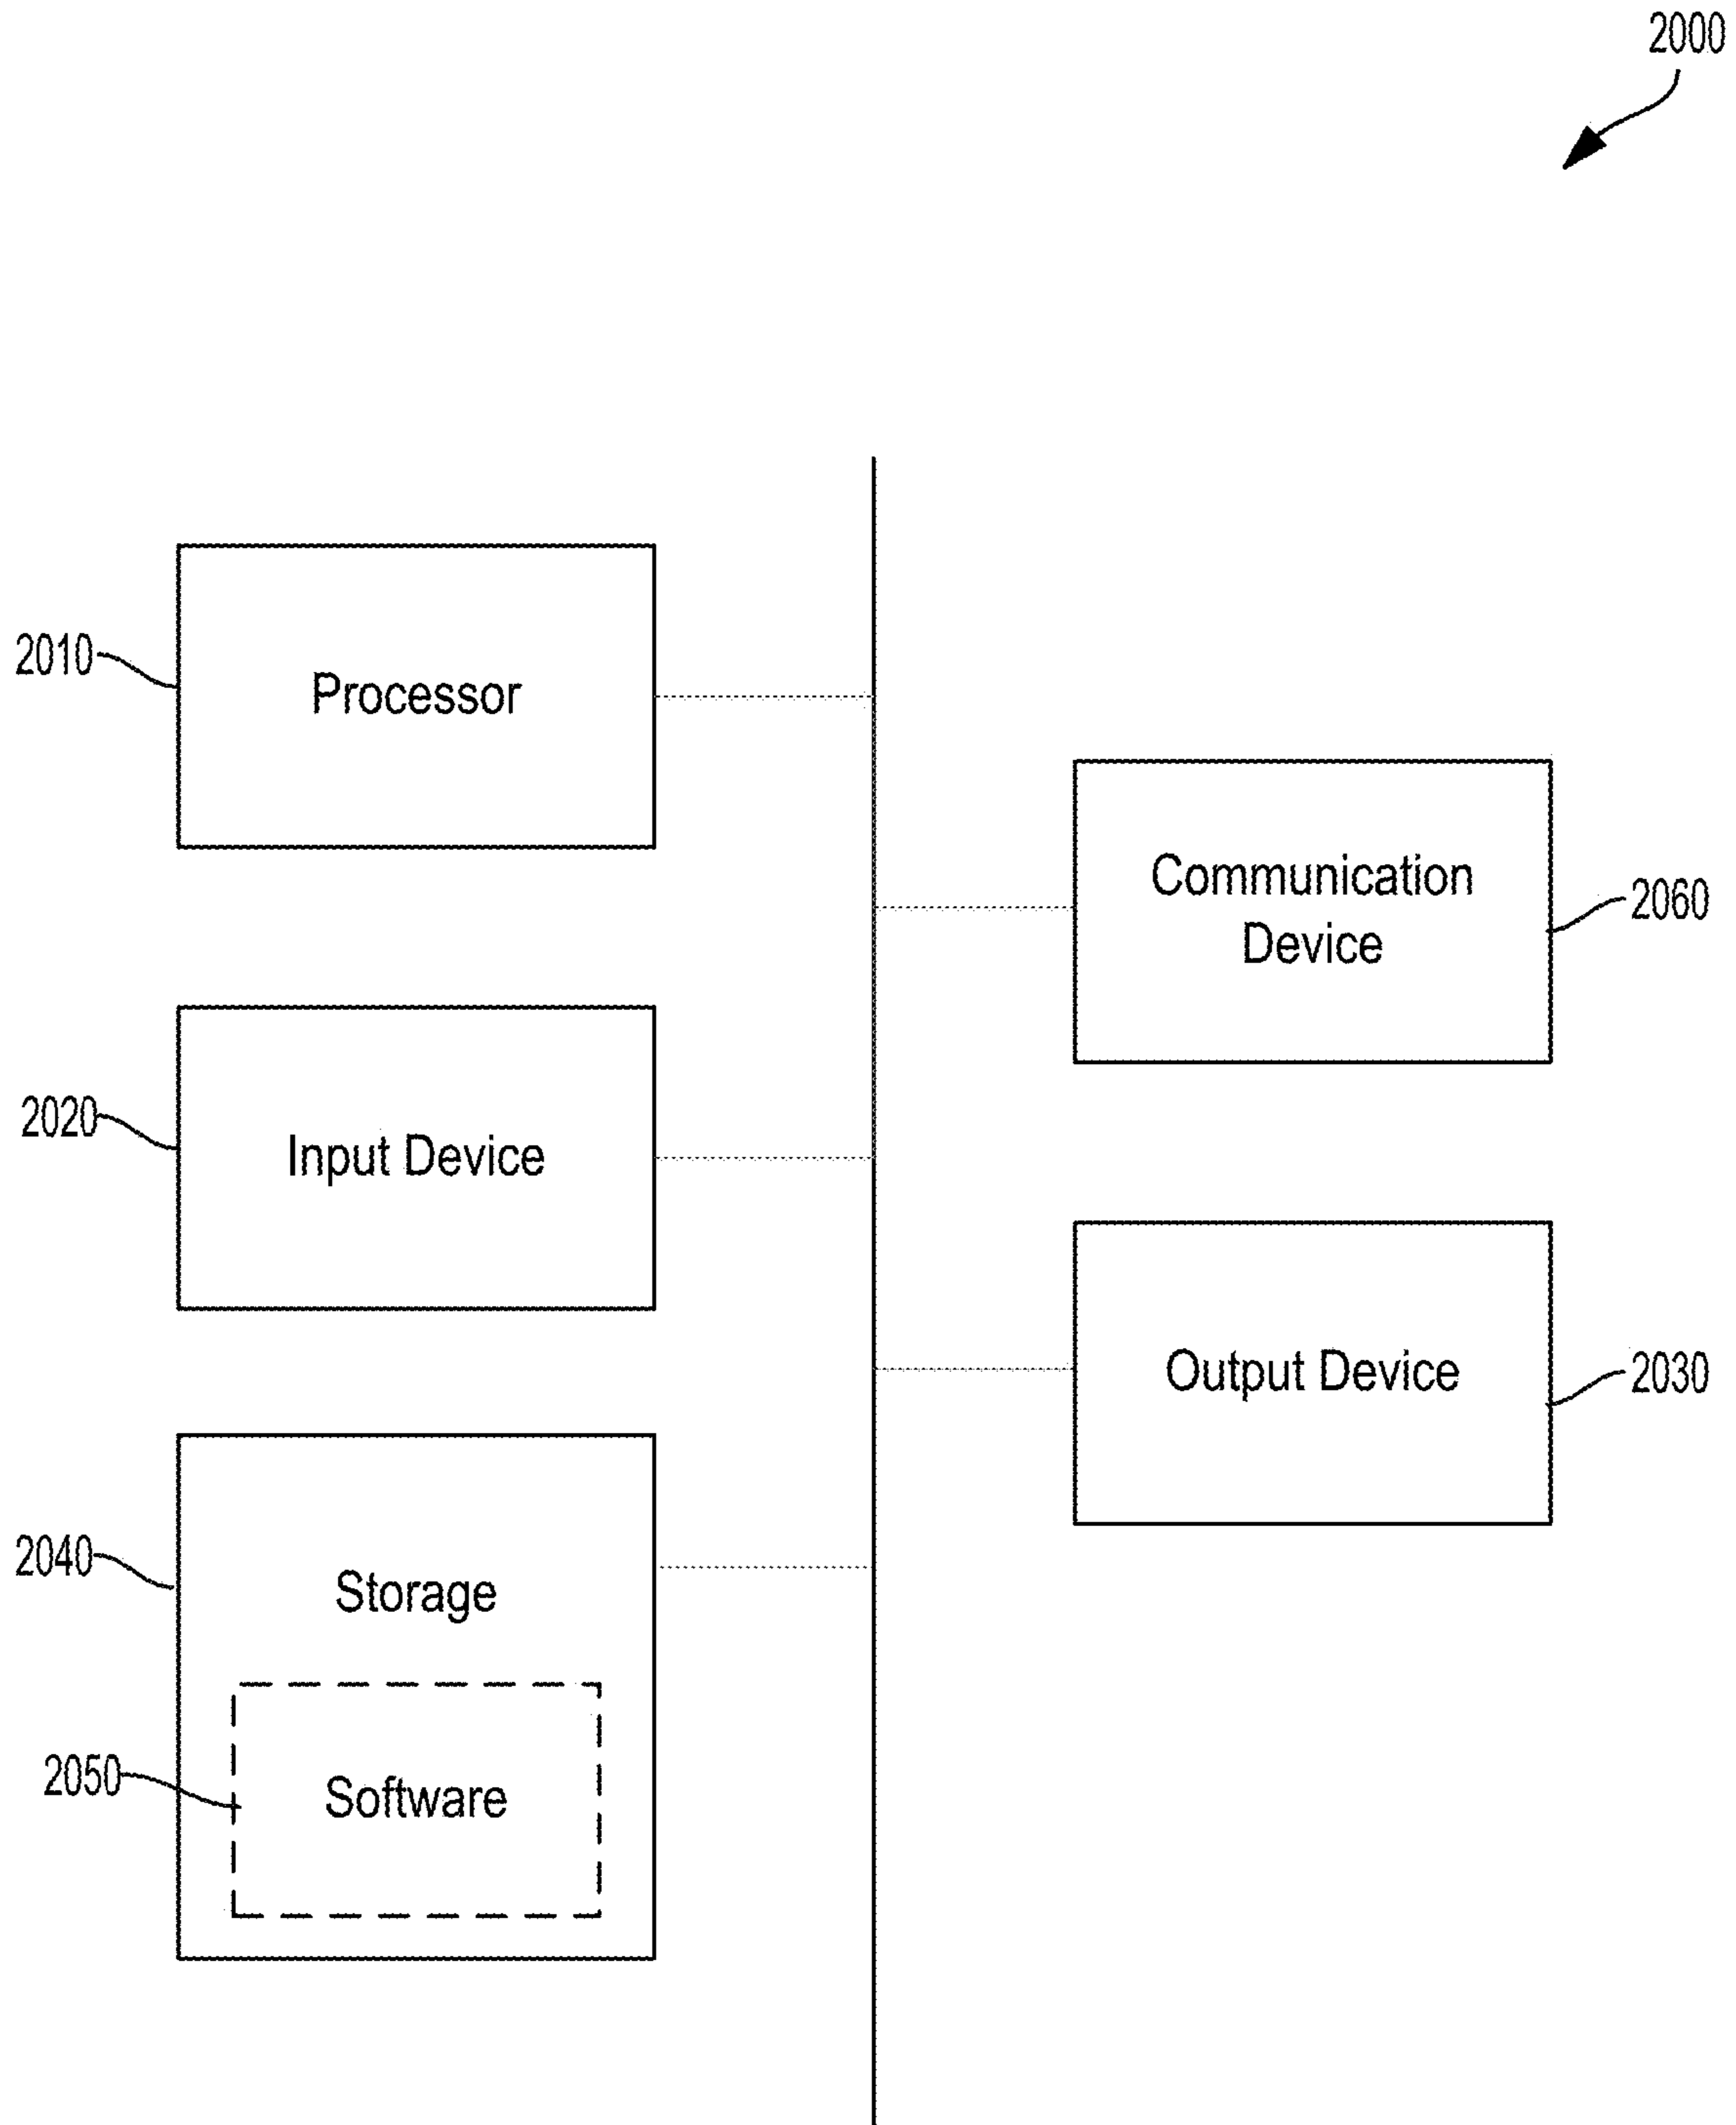 2000
2010
Processor
Communication
Device
2060
2020
Input Device
Output Device
2030
2040
Storage
2050
Software